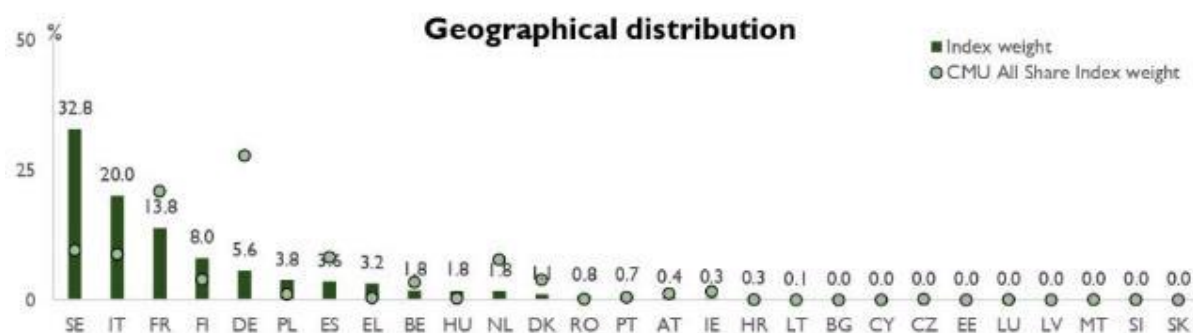 Geographical distribution
%
50
25
0
Index weight
CMU All Share Index weight
32.8 20.0 13.8 8.0 5.6 3.8 3.6 3.2 1.8 1.8 1.8 1.1 0.8 0.7 0.4 0.3 0.3 0.1 0.0 0.0 0.0 0.0 0.0 0.0 0.0 0.0 0.0
SE IT FR FI DE PL ES EL BE HU NL DK RO PT AT IE HR LT BG CY CZ EE LU LV MT SI SK